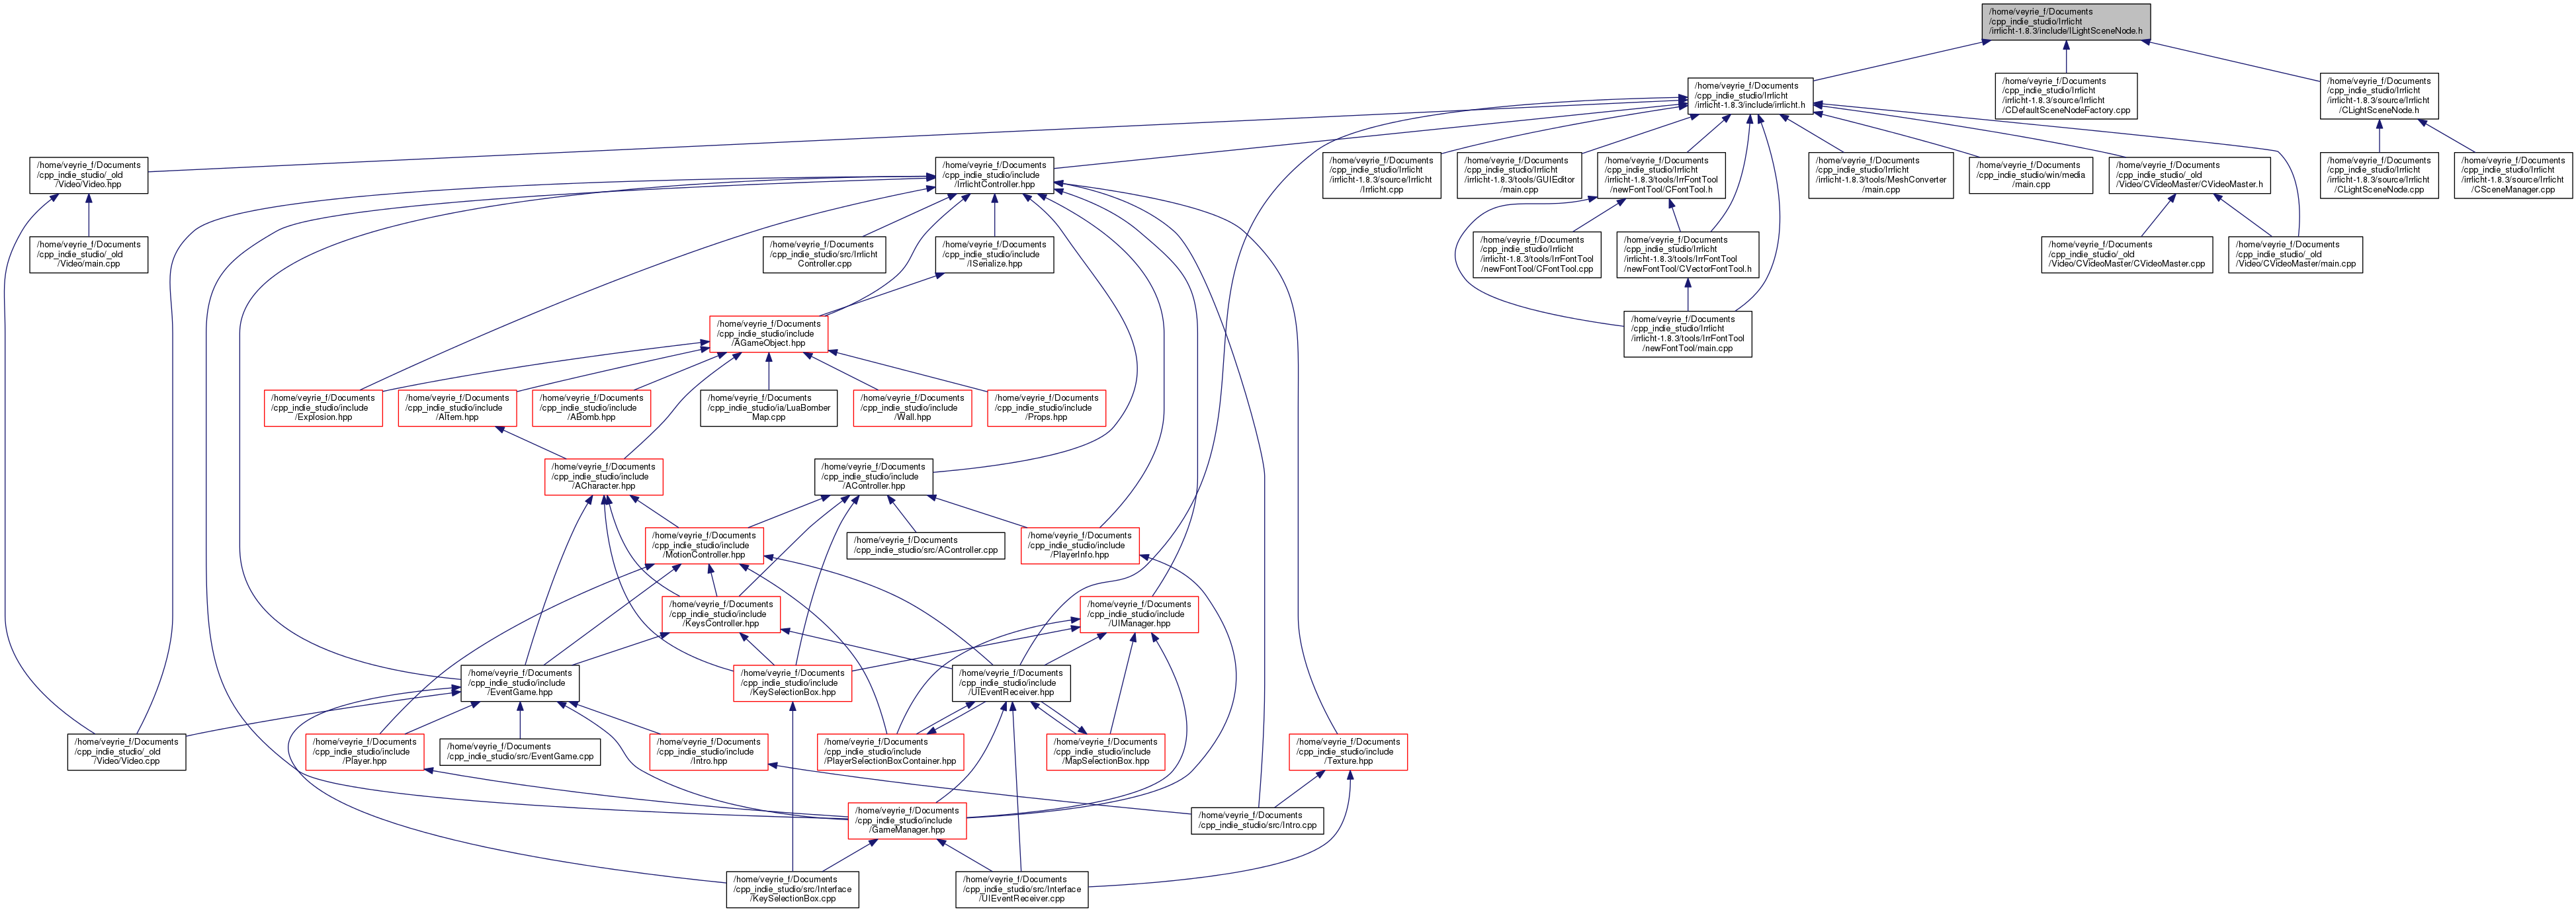 /home/veyrie_f/Documents
/cpp_indie_studio/Irrlicht
/irrlicht-1.8.3/include/ILightSceneNode.h
/home/veyrie_f/Documents
/cpp_indie_studio/Irrlicht
/irrlicht-1.8.3/include/irrlicht.h
/home/veyrie_f/Documents
/cpp_indie_studio/Irrlicht
/irrlicht-1.8.3/source/Irrlicht
/CDefaultSceneNodeFactory.cpp
/home/veyrie_f/Documents
/cpp_indie_studio/Irrlicht
/irrlicht-1.8.3/source/Irrlicht
/CLightSceneNode.h
/home/veyrie_f/Documents
/cpp_indie_studio/_old
/Video/Video.hpp
/home/veyrie_f/Documents
/cpp_indie_studio/include
/IrrlichtController.hpp
/home/veyrie_f/Documents
/cpp_indie_studio/Irrlicht
/irrlicht-1.8.3/source/Irrlicht
/Irrlicht.cpp
/home/veyrie_f/Documents
/cpp_indie_studio/Irrlicht
/irrlicht-1.8.3/tools/GUIEditor
/main.cpp
/home/veyrie_f/Documents
/cpp_indie_studio/Irrlicht
/irrlicht-1.8.3/tools/IrrFontTool
/newFontTool/CFontTool.h
/home/veyrie_f/Documents
/cpp_indie_studio/Irrlicht
/irrlicht-1.8.3/tools/MeshConverter
/main.cpp
/home/veyrie_f/Documents
/cpp_indie_studio/win/media
/main.cpp
/home/veyrie_f/Documents
/cpp_indie_studio/_old
/Video/CVideoMaster/CVideoMaster.h
/home/veyrie_f/Documents
/cpp_indie_studio/Irrlicht
/irrlicht-1.8.3/source/Irrlicht
/CLightSceneNode.cpp
/home/veyrie_f/Documents
/cpp_indie_studio/Irrlicht
/irrlicht-1.8.3/source/Irrlicht
/CSceneManager.cpp
/home/veyrie_f/Documents
/cpp_indie_studio/_old
/Video/main.cpp
/home/veyrie_f/Documents
/cpp_indie_studio/src/Irrlicht
Controller.cpp
/home/veyrie_f/Documents
/cpp_indie_studio/include
/ISerialize.hpp
/home/veyrie_f/Documents
/cpp_indie_studio/Irrlicht
/irrlicht-1.8.3/tools/IrrFontTool
/newFontTool/CFontTool.cpp
/home/veyrie_f/Documents
/cpp_indie_studio/Irrlicht
/irrlicht-1.8.3/tools/IrrFontTool
/newFontTool/CVectorFontTool.h
/home/veyrie_f/Documents
/cpp_indie_studio/_old
/Video/CVideoMaster/CVideoMaster.cpp
/home/veyrie_f/Documents
/cpp_indie_studio/_old
/Video/CVideoMaster/main.cpp
/home/veyrie_f/Documents
/cpp_indie_studio/include
/AGameObject.hpp
/home/veyrie_f/Documents
/cpp_indie_studio/Irrlicht
/irrlicht-1.8.3/tools/IrrFontTool
/newFontTool/main.cpp
/home/veyrie_f/Documents
/cpp_indie_studio/include
/Explosion.hpp
/home/veyrie_f/Documents
/cpp_indie_studio/include
/AItem.hpp
/home/veyrie_f/Documents
/cpp_indie_studio/include
/ABomb.hpp
/home/veyrie_f/Documents
/cpp_indie_studio/ia/LuaBomber
Map.cpp
/home/veyrie_f/Documents
/cpp_indie_studio/include
/Wall.hpp
/home/veyrie_f/Documents
/cpp_indie_studio/include
/Props.hpp
/home/veyrie_f/Documents
/cpp_indie_studio/include
/ACharacter.hpp
/home/veyrie_f/Documents
/cpp_indie_studio/include
/AController.hpp
/home/veyrie_f/Documents
/cpp_indie_studio/include
/MotionController.hpp
/home/veyrie_f/Documents
/cpp_indie_studio/src/AController.cpp
/home/veyrie_f/Documents
/cpp_indie_studio/include
/PlayerInfo.hpp
/home/veyrie_f/Documents
/cpp_indie_studio/include
/KeysController.hpp
/home/veyrie_f/Documents
/cpp_indie_studio/include
/UIManager.hpp
/home/veyrie_f/Documents
/cpp_indie_studio/include
/EventGame.hpp
/home/veyrie_f/Documents
/cpp_indie_studio/include
/KeySelectionBox.hpp
/home/veyrie_f/Documents
/cpp_indie_studio/include
/UIEventReceiver.hpp
/home/veyrie_f/Documents
/cpp_indie_studio/_old
/Video/Video.cpp
/home/veyrie_f/Documents
/cpp_indie_studio/include
/Player.hpp
/home/veyrie_f/Documents
/cpp_indie_studio/src/EventGame.cpp
/home/veyrie_f/Documents
/cpp_indie_studio/include
/Intro.hpp
/home/veyrie_f/Documents
/cpp_indie_studio/include
/PlayerSelectionBoxContainer.hpp
/home/veyrie_f/Documents
/cpp_indie_studio/include
/MapSelectionBox.hpp
/home/veyrie_f/Documents
/cpp_indie_studio/include
/Texture.hpp
/home/veyrie_f/Documents
/cpp_indie_studio/include
/GameManager.hpp
/home/veyrie_f/Documents
/cpp_indie_studio/src/Intro.cpp
/home/veyrie_f/Documents
/cpp_indie_studio/src/Interface
/KeySelectionBox.cpp
/home/veyrie_f/Documents
/cpp_indie_studio/src/Interface
/UIEventReceiver.cpp